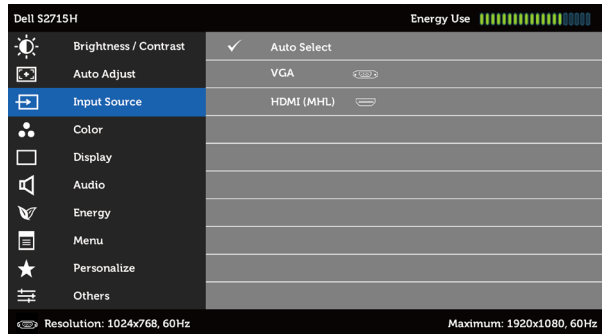 Dell S2715H Energy Use
Brightness / Contrast Auto Select
Auto Adjust VGA
Input Source HDMI (MHL)
Color
Display
Audio
Energy
Menu
Personalize
Others
Resolution: 1024x768, 60Hz Maximum: 1920x1080, 60Hz